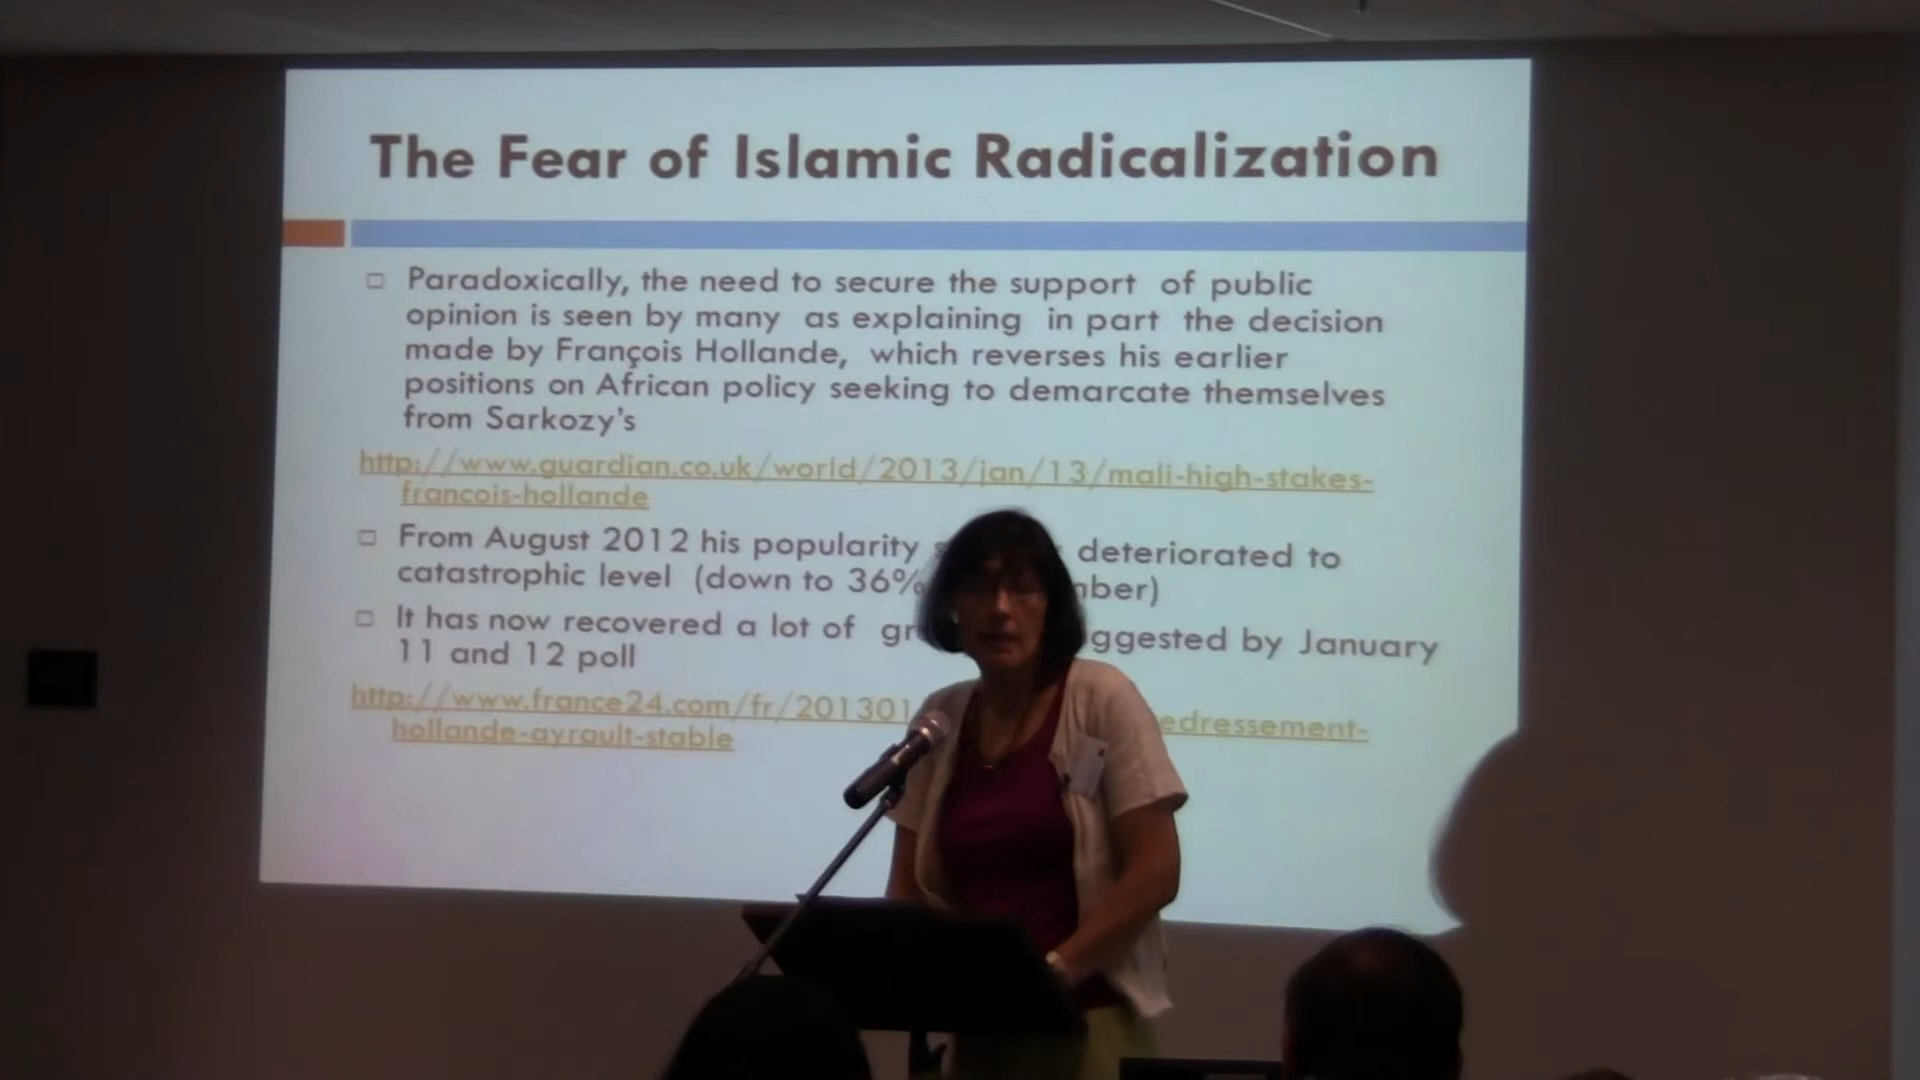 The Fear of Islamic Radicalization
Paradoxically, the need to secure the support of public
opinion is seen by many as explaining in part the decision
made by François Hollande, which reverses his earlier
positions on African policy seeking to demarcate themselves
from Sarkozy's
http://www.guardian.co.uk/world/2013/jan/13/mali-high-stakes-
francois-hollande
From August 2012 his popularity deteriorated to
catastrophic level (down to 36%
It has now recovered a lot of by January
11 and 12 poll
http://www.france24.com/fr/201301 edressement-
hollande-ayrault-stable